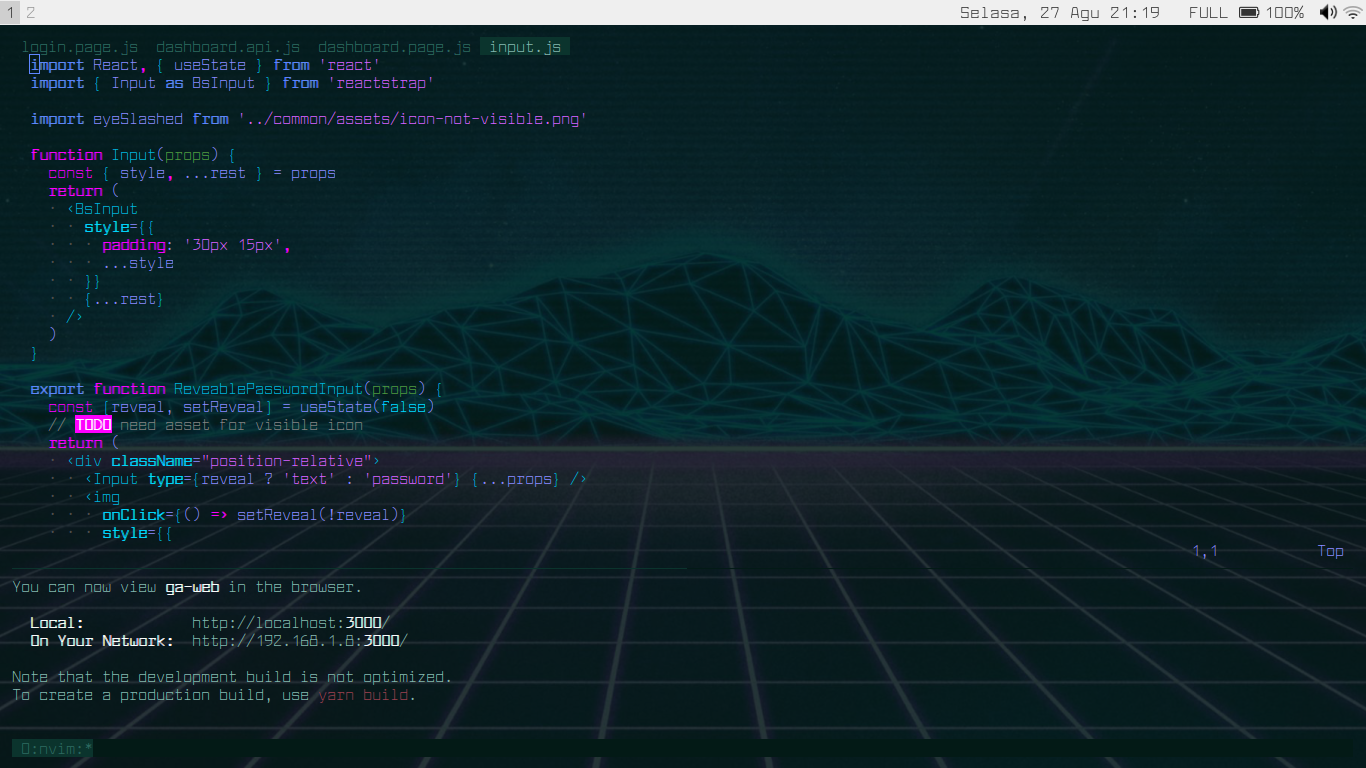 1 2 Selasa, 27 Agu 21:19 FULL 100%
login.page.js dashboard.api.js dashboard.page.js input.js
import React, { useState } from 'react'
import { Input as BsInput } from 'reactstrap'
import eyeSlashed from '../common/assets/icon-not-visible.png'
function Input(props) {
const { style, ...rest } = props
return (
<BsInput
style={{
padding: '30px 15px',
...style
}}
{...rest}
/>
)
}
export function ReveablePasswordInput(props) {
const [reveal, setReveal] = useState(false)
// TODO need asset for visible icon
return (
<div className="position-relative">
<Input type={reveal ? 'text' : 'password'} {...props} />
<img
onClick={() => setReveal(!reveal)}
style={{
1,1 Top
You can now view ga-web in the browser.
Local: http://localhost:3000/
On Your Network: http://192.168.1.8:3000/
Note that the development build is not optimized.
To create a production build, use yarn build.
0:nvim:*